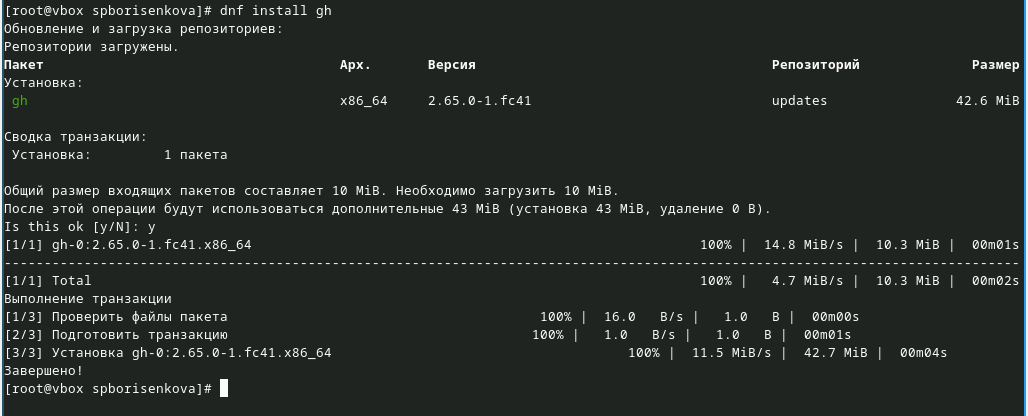 [root@vbox spborisenkova]# dnf install gh
Обновление и загрузка репозиториев:
Репозитории загружены.
Пакет Арх. Версия Репозиторий Размер
Установка:
gh x86_64 2.65.0-1.fc41 updates 42.6 MiB
Сводка транзакции:
Установка: 1 пакета
Общий размер входящих пакетов составляет 10 MiB. Необходимо загрузить 10 MiB.
После этой операции будут использоваться дополнительные 43 MiB (установка 43 MiB, удаление 0 B).
Is this ok [y/N]: y
[1/1] gh-0:2.65.0-1.fc41.x86_64 100% | 14.8 MiB/s | 10.3 MiB | 00m01s
--------------------------------------------------------------------------------------------------------------------------------
[1/1] Total 100% | 4.7 MiB/s | 10.3 MiB | 00m02s
Выполнение транзакции
[1/3] Проверить файлы пакета 100% | 16.0 B/s | 1.0 B | 00m00s
[2/3] Подготовить транзакцию 100% | 1.0 B/s | 1.0 B | 00m01s
[3/3] Установка gh-0:2.65.0-1.fc41.x86_64 100% | 11.5 MiB/s | 42.7 MiB | 00m04s
Завершено!
[root@vbox spborisenkova]#